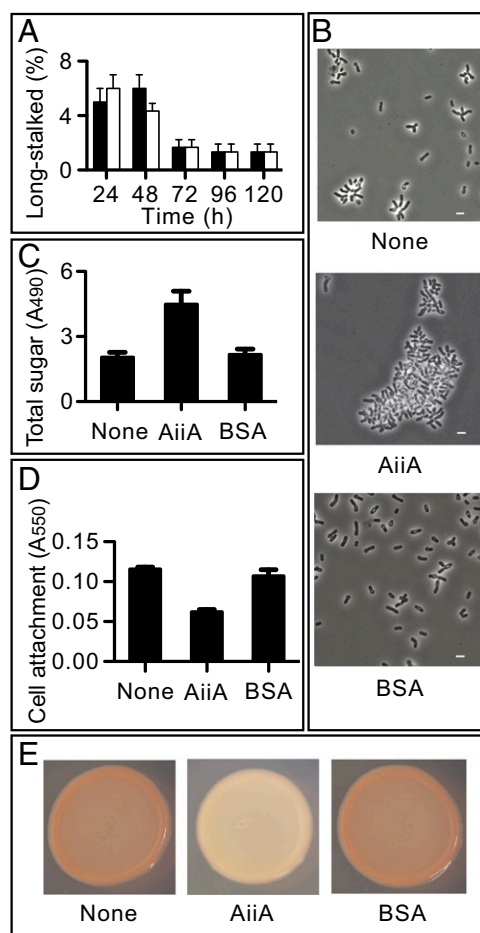 A
Long-stalked (%)
8
4
0
24 48 72 96 120
Time (h)
B
None
AiiA
BSA
C
Total sugar (A490)
6
3
0
None AiiA BSA
D
Cell attachment (A550)
0.15
0.10
0.05
0.00
None AiiA BSA
E
None AiiA BSA